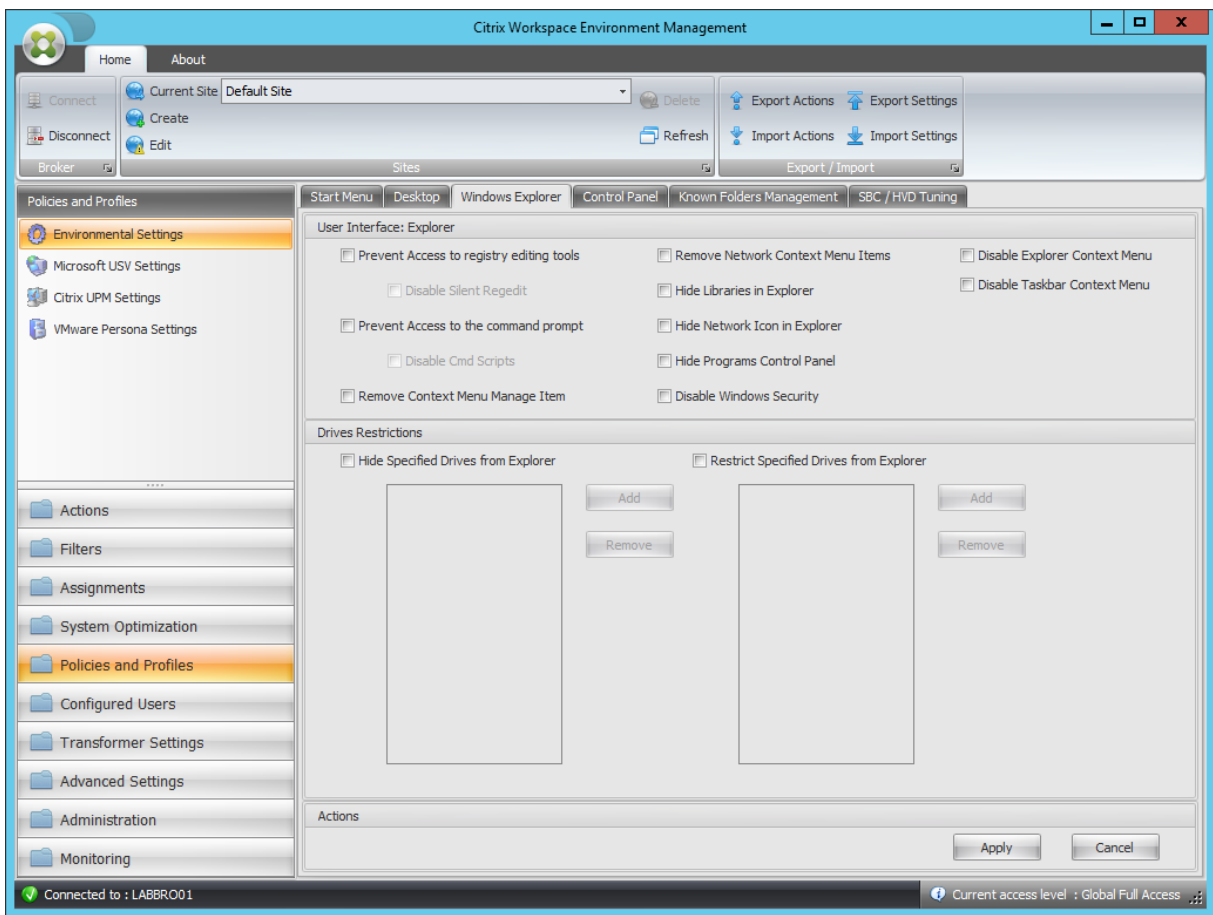 Citrix Workspace Environment Management
Home About
Connect
Disconnect
Broker
Current Site Default Site
Create
Edit
Delete
Refresh
Sites
Export Actions Export Settings
Import Actions Import Settings
Export / Import
Policies and Profiles
Environmental Settings
Microsoft USV Settings
Citrix UPM Settings
VMware Persona Settings
Actions
Filters
Assignments
System Optimization
Policies and Profiles
Configured Users
Transformer Settings
Advanced Settings
Administration
Monitoring
Start Menu Desktop Windows Explorer Control Panel Known Folders Management SBC / HVD Tuning
User Interface: Explorer
Prevent Access to registry editing tools
Disable Silent Regedit
Prevent Access to the command prompt
Disable Cmd Scripts
Remove Context Menu Manage Item
Remove Network Context Menu Items
Hide Libraries in Explorer
Hide Network Icon in Explorer
Hide Programs Control Panel
Disable Windows Security
Disable Explorer Context Menu
Disable Taskbar Context Menu
Drives Restrictions
Hide Specified Drives from Explorer
Add
Remove
Restrict Specified Drives from Explorer
Add
Remove
Actions
Apply Cancel
Connected to : LABBRO01
Current access level : Global Full Access